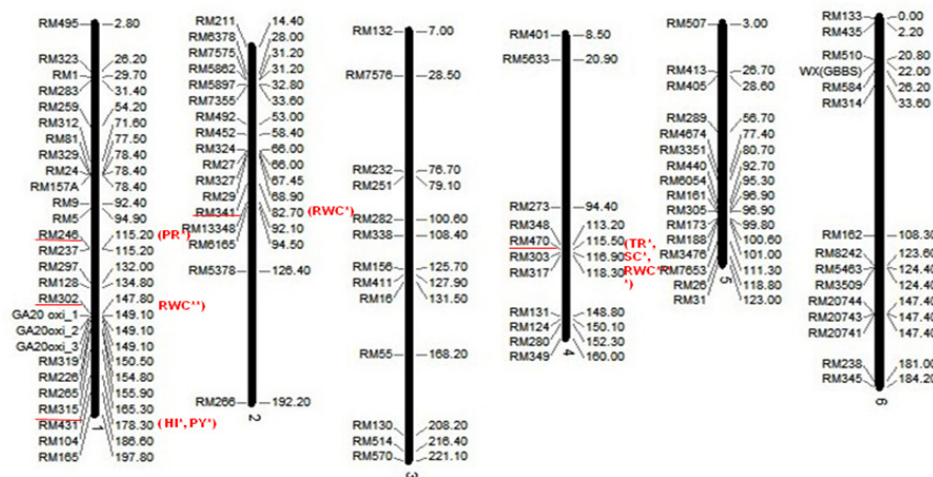 RM495 2.80
RM323 26.20
RM1 29.70
RM283 31.40
RM259 54.20
RM312 71.60
RM81 77.50
RM329 78.40
RM24 78.40
RM157A 78.40
RM9 92.40
RM5 94.90
RM246 115.20 (PR*)
RM237 115.20
RM297 132.00
RM128 134.80
RM302 147.80 RWC**)
GA20 oxi_1 149.10
GA20oxi_2 149.10
GA20oxi_3 149.10
RM319 150.50
RM226 154.80
RM265 155.90
RM315 165.30
RM431 178.30 (HI*, PY*)
RM104 186.60
RM165 197.80
1
RM211 14.40
RM6378 28.00
RM7575 31.20
RM5862 31.20
RM5897 32.80
RM7355 33.60
RM492 53.00
RM452 58.40
RM324 66.00
RM27 66.00
RM327 67.45
RM29 68.90
RM341 82.70 (RWC*)
RM13348 92.10
RM6165 94.50
RM5378 126.40
RM266 192.20
2
RM132 7.00
RM7576 28.50
RM232 76.70
RM251 79.10
RM282 100.60
RM338 108.40
RM156 125.70
RM411 127.90
RM16 131.50
RM55 168.20
RM130 208.20
RM514 216.40
RM570 221.10
3
RM401 8.50
RM5633 20.90
RM273 94.40
RM348 113.20
RM470 115.50 (TR*,
RM303 116.90 SC*,
RM317 118.30 RWC**
*)
RM131 148.80
RM124 150.10
RM280 152.30
RM349 160.00
4
RM507 3.00
RM413 26.70
RM405 28.60
RM289 56.70
RM4674 77.40
RM3351 80.70
RM440 92.70
RM6054 95.30
RM161 96.90
RM305 96.90
RM173 99.80
RM188 100.60
RM3476 101.00
RM7653 111.30
RM26 118.80
RM31 123.00
5
RM133 0.00
RM435 2.20
RM510 20.80
WX(GBBS) 22.00
RM584 26.20
RM314 33.60
RM162 108.30
RM8242 123.60
RM5463 124.40
RM3509 124.40
RM20744 147.40
RM20743 147.40
RM20741 147.40
RM238 181.00
RM345 184.20
6